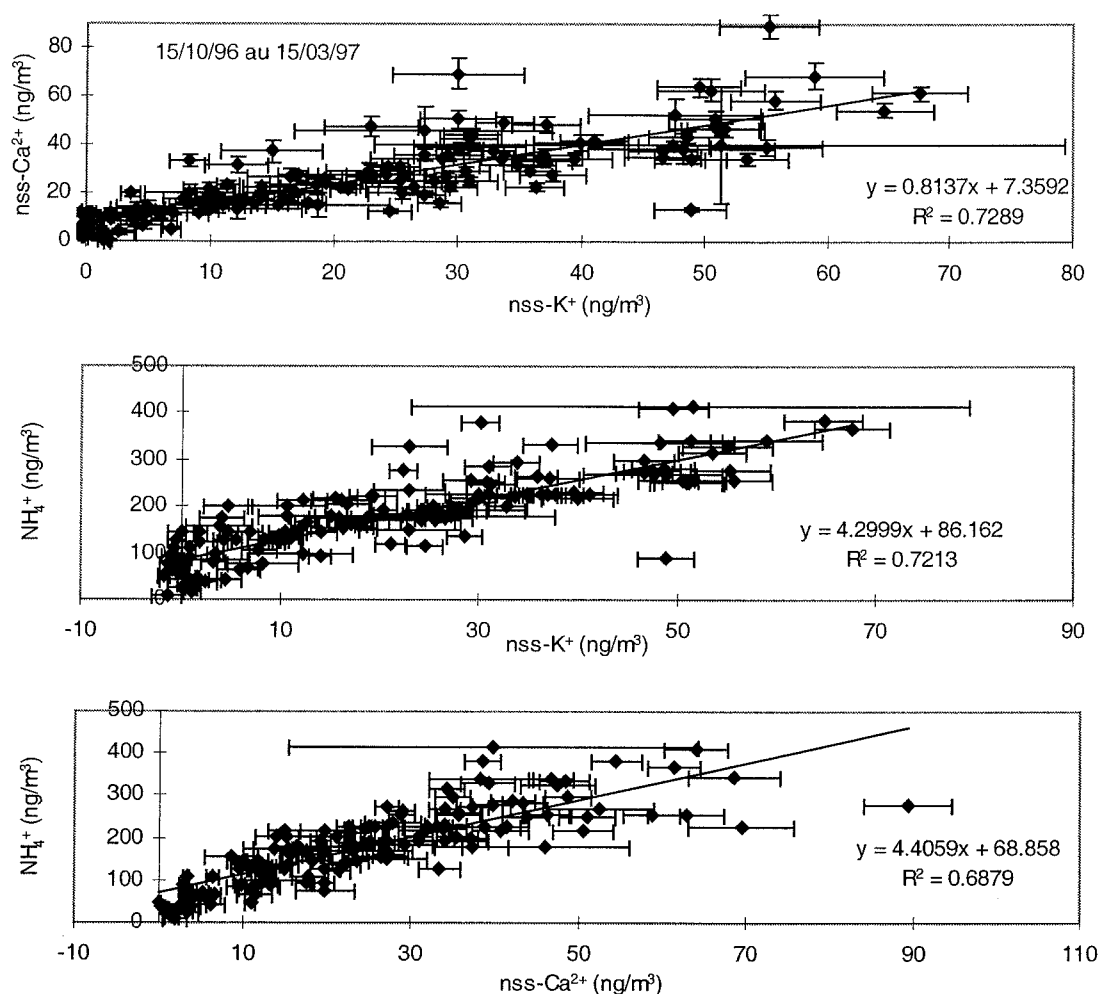 15/10/96 au 15/03/97
nss-Ca²⁺ (ng/m³)
80
60
40
20
0
y = 0.8137x + 7.3592
R² = 0.7289
0 10 20 30 40 50 60 70 80
nss-K⁺ (ng/m³)
NH₄⁺ (ng/m³)
500
400
300
200
100
0
y = 4.2999x + 86.162
R² = 0.7213
-10 10 30 50 70 90
nss-K⁺ (ng/m³)
NH₄⁺ (ng/m³)
500
400
300
200
100
0
y = 4.4059x + 68.858
R² = 0.6879
-10 10 30 50 70 90 110
nss-Ca²⁺ (ng/m³)